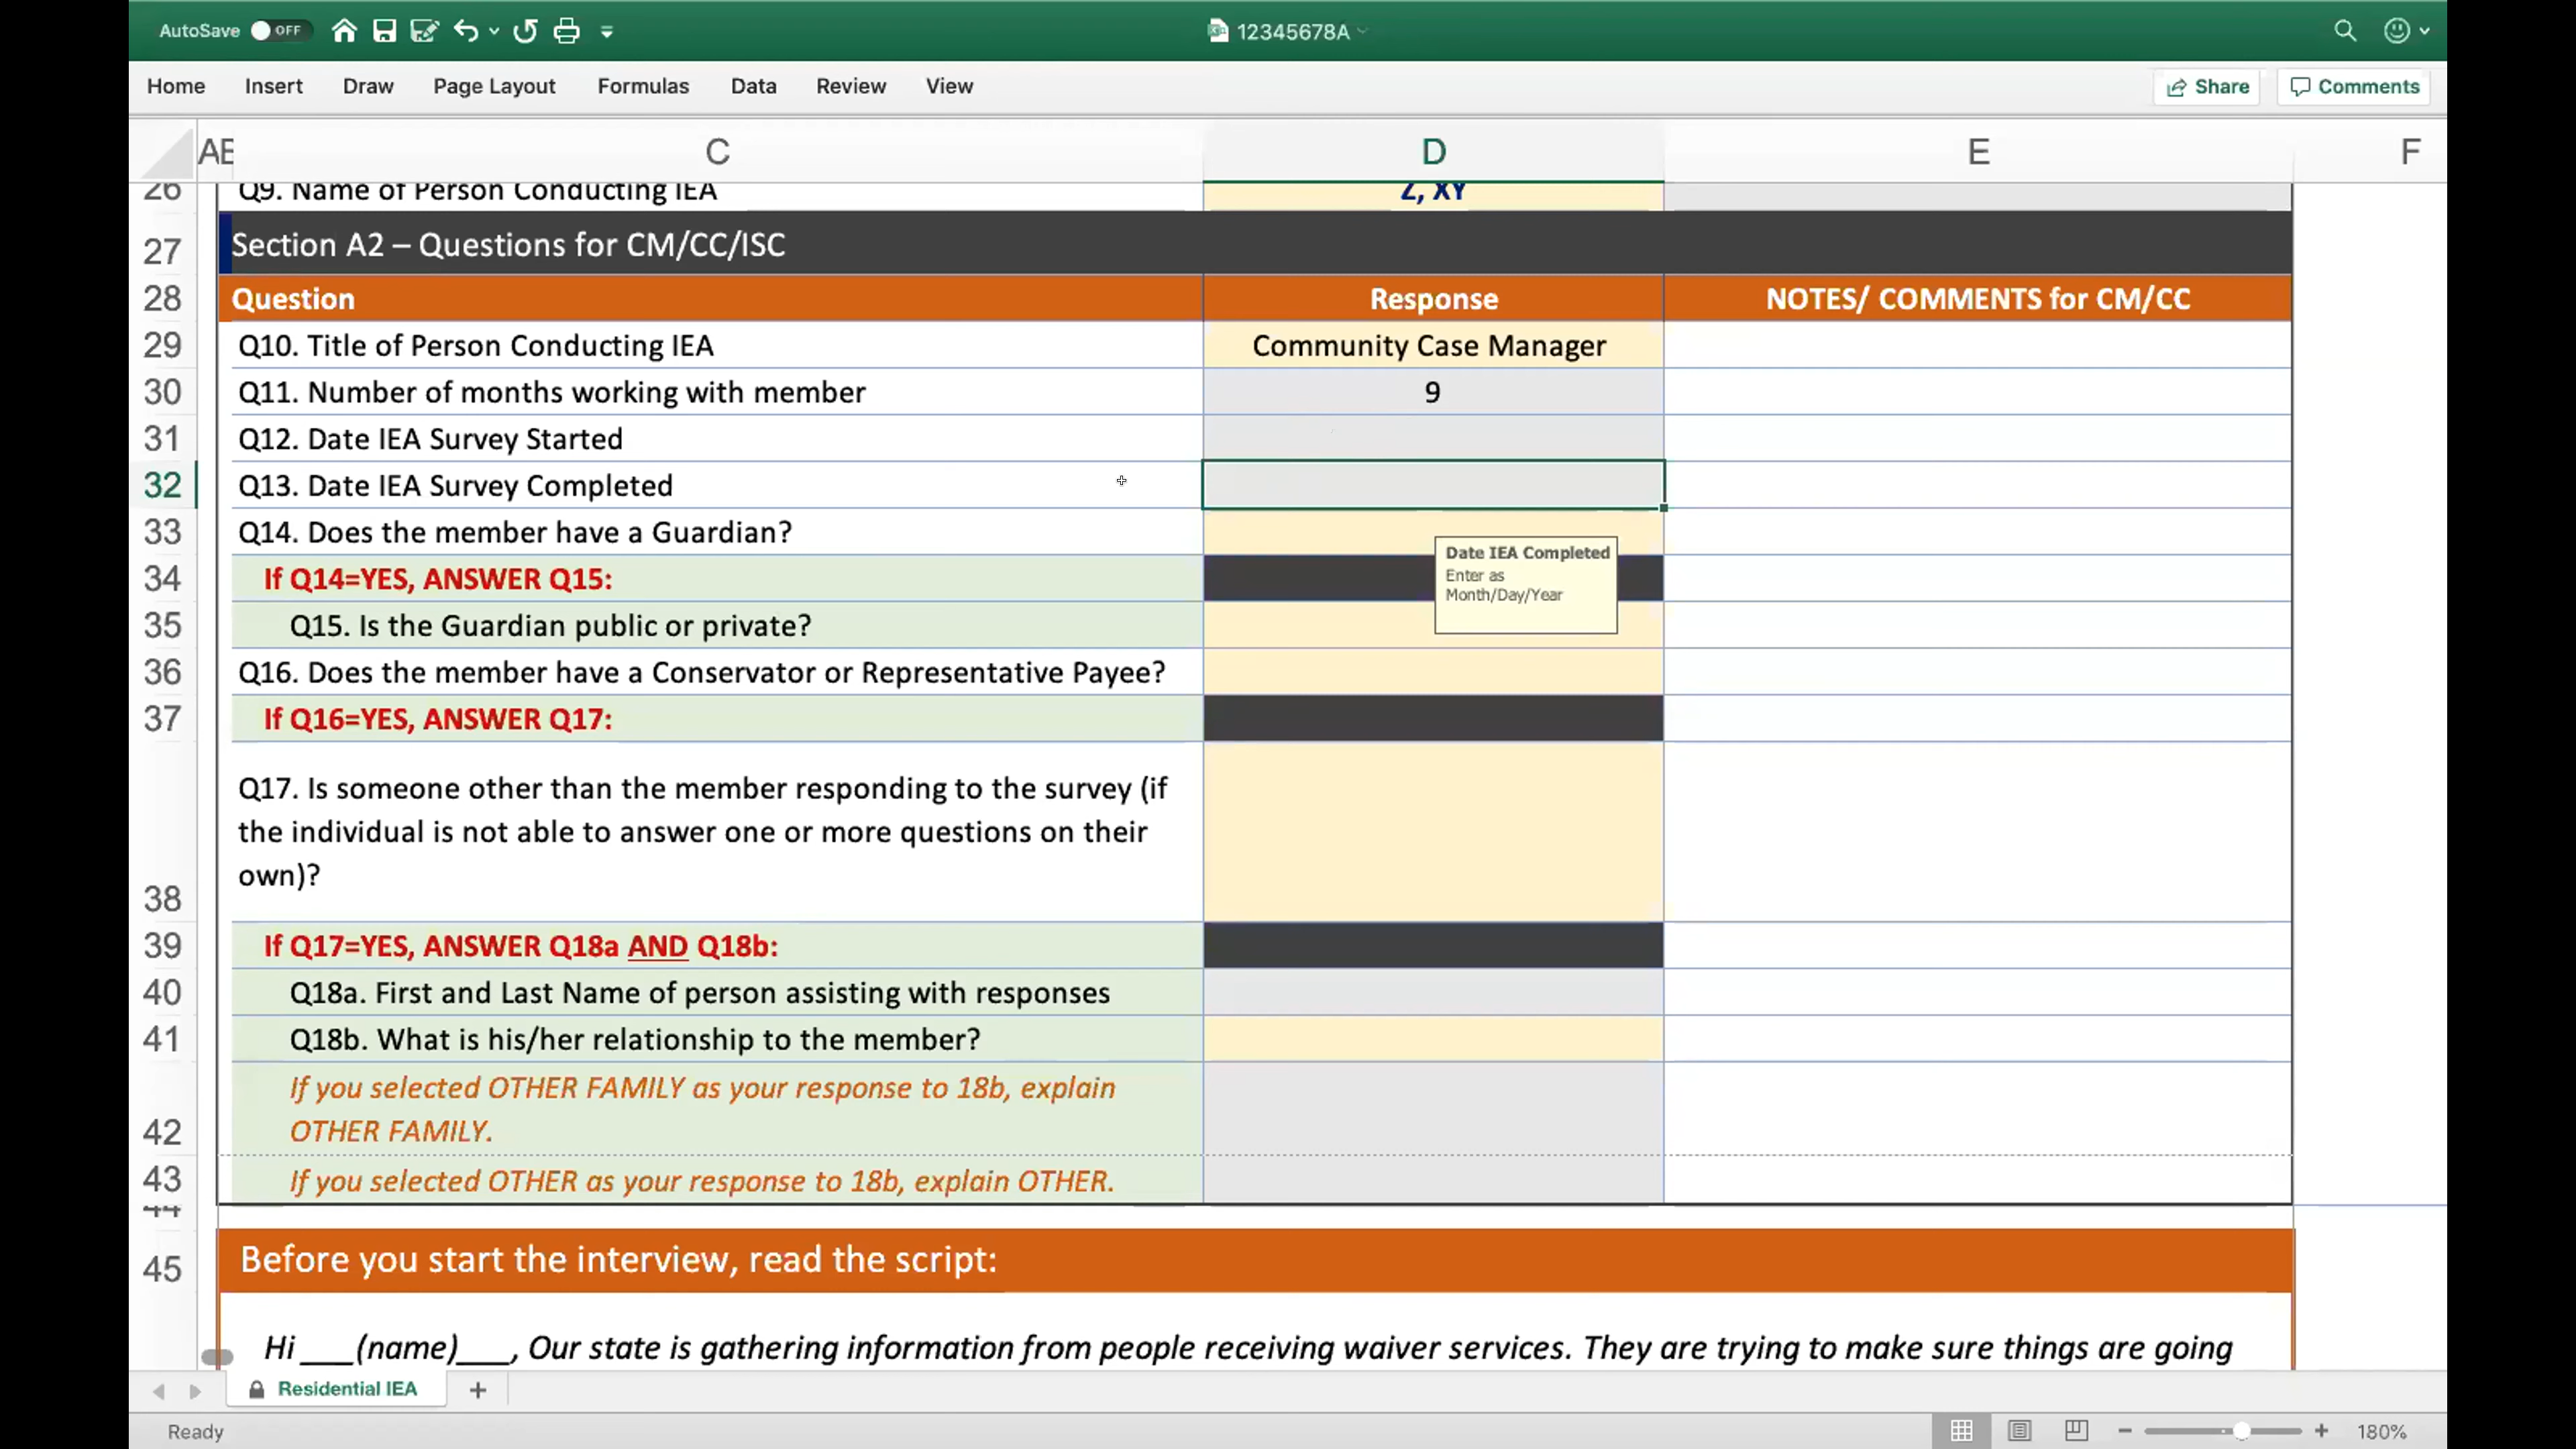 AutoSave OFF 12345678A
Home Insert Draw Page Layout Formulas Data Review View Share Comments
C D E F
26 Q9. Name of Person Conducting IEA Z, XY
27 Section A2 – Questions for CM/CC/ISC
28 Question Response NOTES/ COMMENTS for CM/CC
29 Q10. Title of Person Conducting IEA Community Case Manager
30 Q11. Number of months working with member 9
31 Q12. Date IEA Survey Started
32 Q13. Date IEA Survey Completed
33 Q14. Does the member have a Guardian?
Date IEA Completed
Enter as
Month/Day/Year
34 If Q14=YES, ANSWER Q15:
35 Q15. Is the Guardian public or private?
36 Q16. Does the member have a Conservator or Representative Payee?
37 If Q16=YES, ANSWER Q17:
Q17. Is someone other than the member responding to the survey (if
the individual is not able to answer one or more questions on their
own)?
38
39 If Q17=YES, ANSWER Q18a AND Q18b:
40 Q18a. First and Last Name of person assisting with responses
41 Q18b. What is his/her relationship to the member?
If you selected OTHER FAMILY as your response to 18b, explain
42 OTHER FAMILY.
43 If you selected OTHER as your response to 18b, explain OTHER.
44
45 Before you start the interview, read the script:
Hi ___(name)___, Our state is gathering information from people receiving waiver services. They are trying to make sure things are going
Residential IEA
Ready 180%